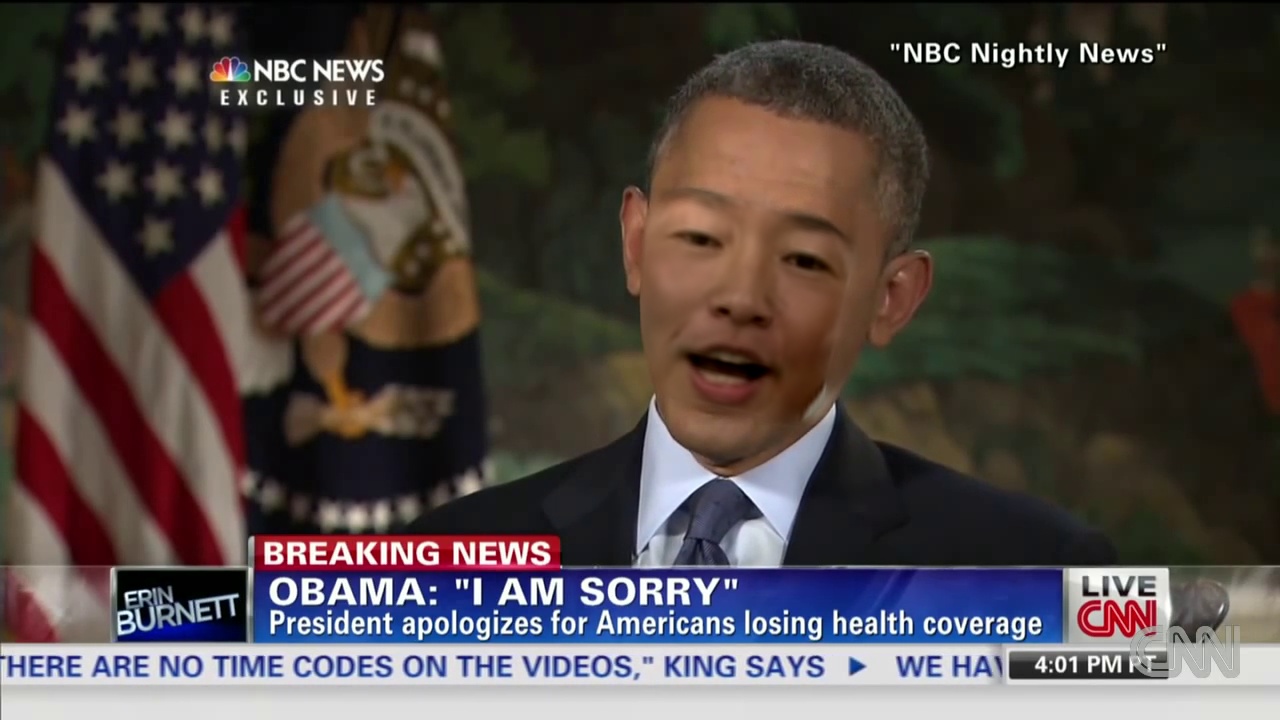 NBC NEWS
EXCLUSIVE
"NBC Nightly News"
BREAKING NEWS
ERIN
BURNETT
OBAMA: "I AM SORRY"
President apologizes for Americans losing health coverage
LIVE
CNN
THERE ARE NO TIME CODES ON THE VIDEOS," KING SAYS ▶ WE HAV
4:01 PM PT
CNN